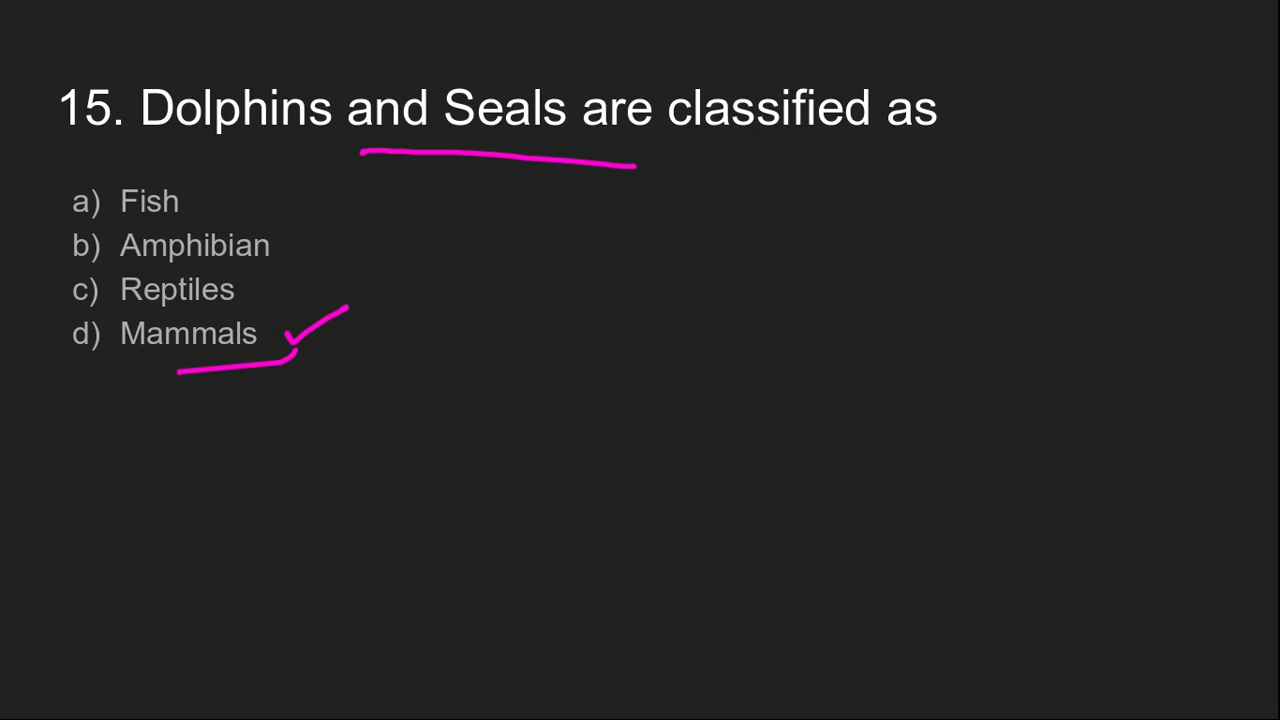 15. Dolphins and Seals are classified as
a) Fish
b) Amphibian
c) Reptiles
d) Mammals